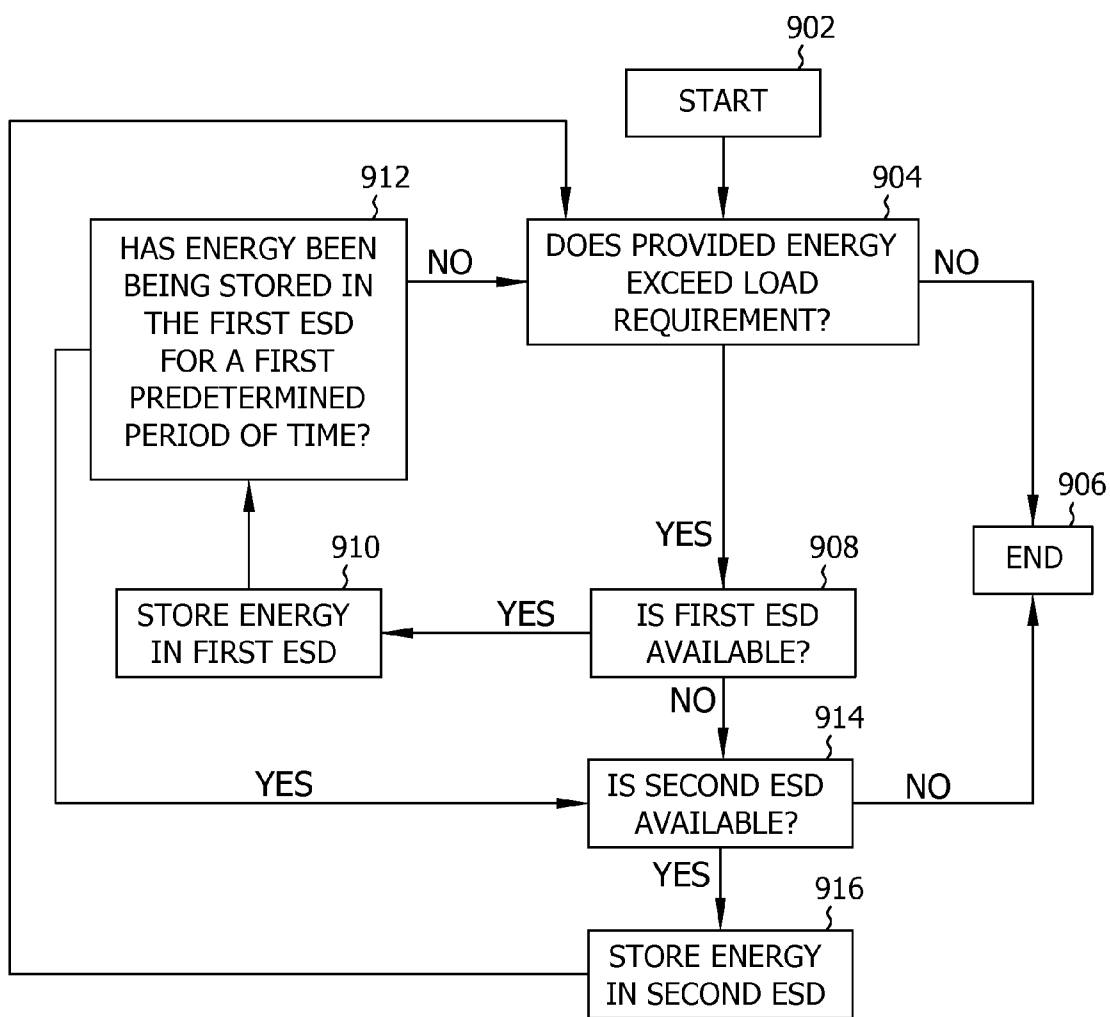 902
START
912
904
HAS ENERGY BEEN
BEING STORED IN
THE FIRST ESD
FOR A FIRST
PREDETERMINED
PERIOD OF TIME?
NO
DOES PROVIDED ENERGY
EXCEED LOAD
REQUIREMENT?
NO
906
END
YES
910
908
STORE ENERGY
IN FIRST ESD
YES
IS FIRST ESD
AVAILABLE?
NO
914
YES
IS SECOND ESD
AVAILABLE?
NO
YES
916
STORE ENERGY
IN SECOND ESD